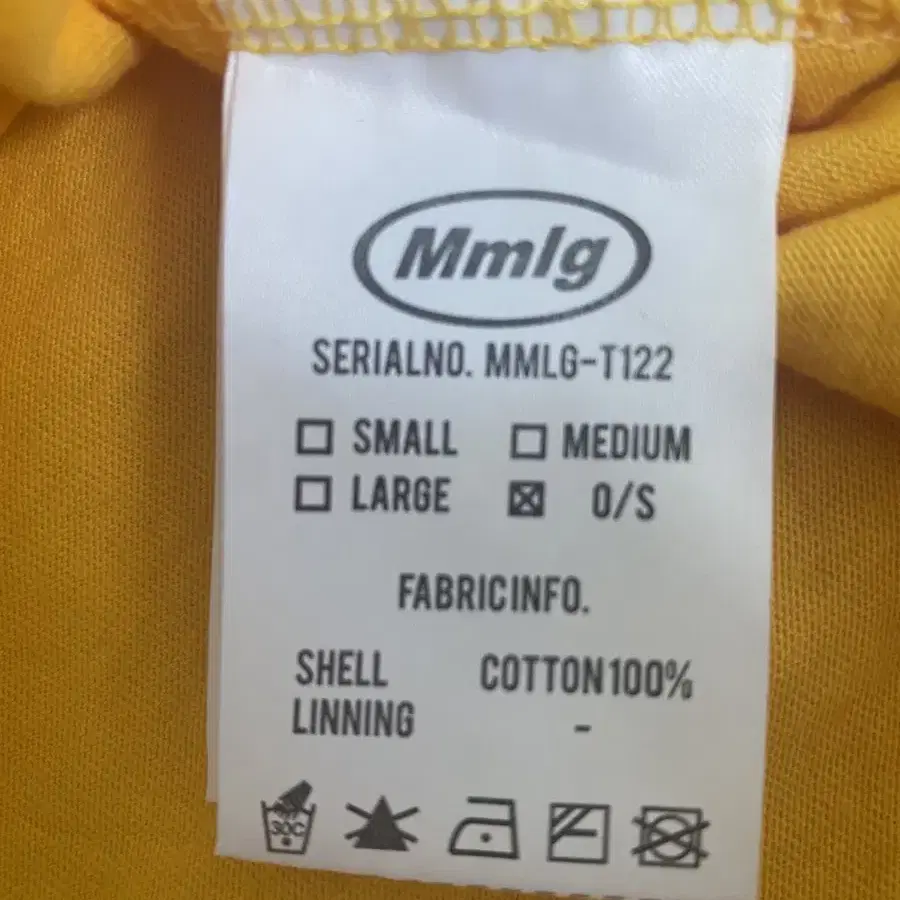 Mmlg
SERIALNO. MMLG-T122
SMALL MEDIUM
LARGE O/S
FABRICINFO.
SHELL COTTON100%
LINNING -
30C